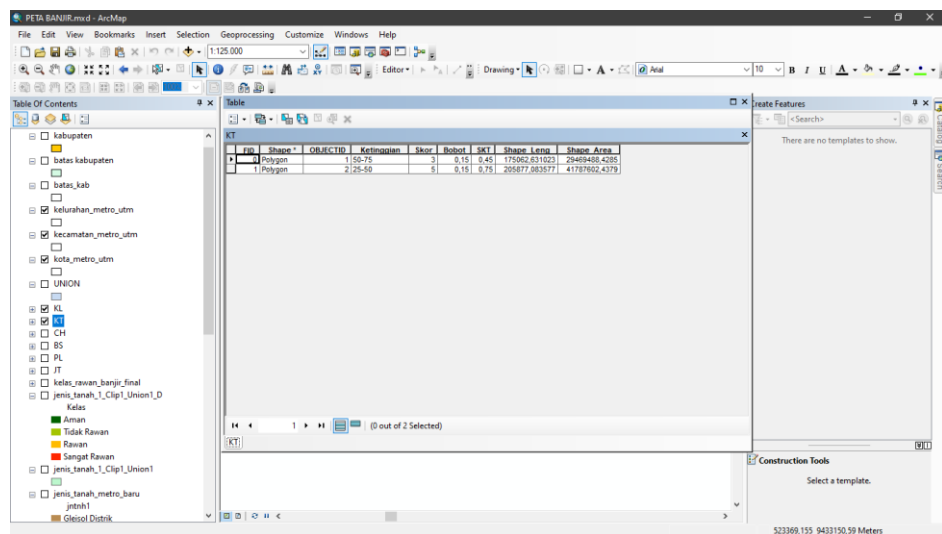 PETA BANJIR.mxd - ArcMap
File Edit View Bookmarks Insert Selection Geoprocessing Customize Windows Help
1:125.000
Editor Drawing A Arial 10 B I U A
Table Of Contents
Table
Create Features
kabupaten
batas kabupaten
batas_kab
kelurahan_metro_utm
kecamatan_metro_utm
kota_metro_utm
UNION
KL
KT
CH
BS
PL
JT
kelas_rawan_banjir_final
jenis_tanah_1_Clip1_Union1_D
Kelas
Aman
Tidak Rawan
Rawan
Sangat Rawan
jenis_tanah_1_Clip1_Union1
jenis_tanah_metro_baru
jntnh1
Gleisol Distrik
KT
FID Shape * OBJECTID Ketinggian Skor Bobot SKT Shape_Leng Shape_Area
0 Polygon 1 50-75 3 0,15 0,45 175062,631023 29469488,4285
1 Polygon 2 25-50 5 0,15 0,75 205877,083577 41787602,4379
1 (0 out of 2 Selected)
KT
<Search>
There are no templates to show.
Construction Tools
Select a template.
Catalog
Search
523369,155 9433150,59 Meters